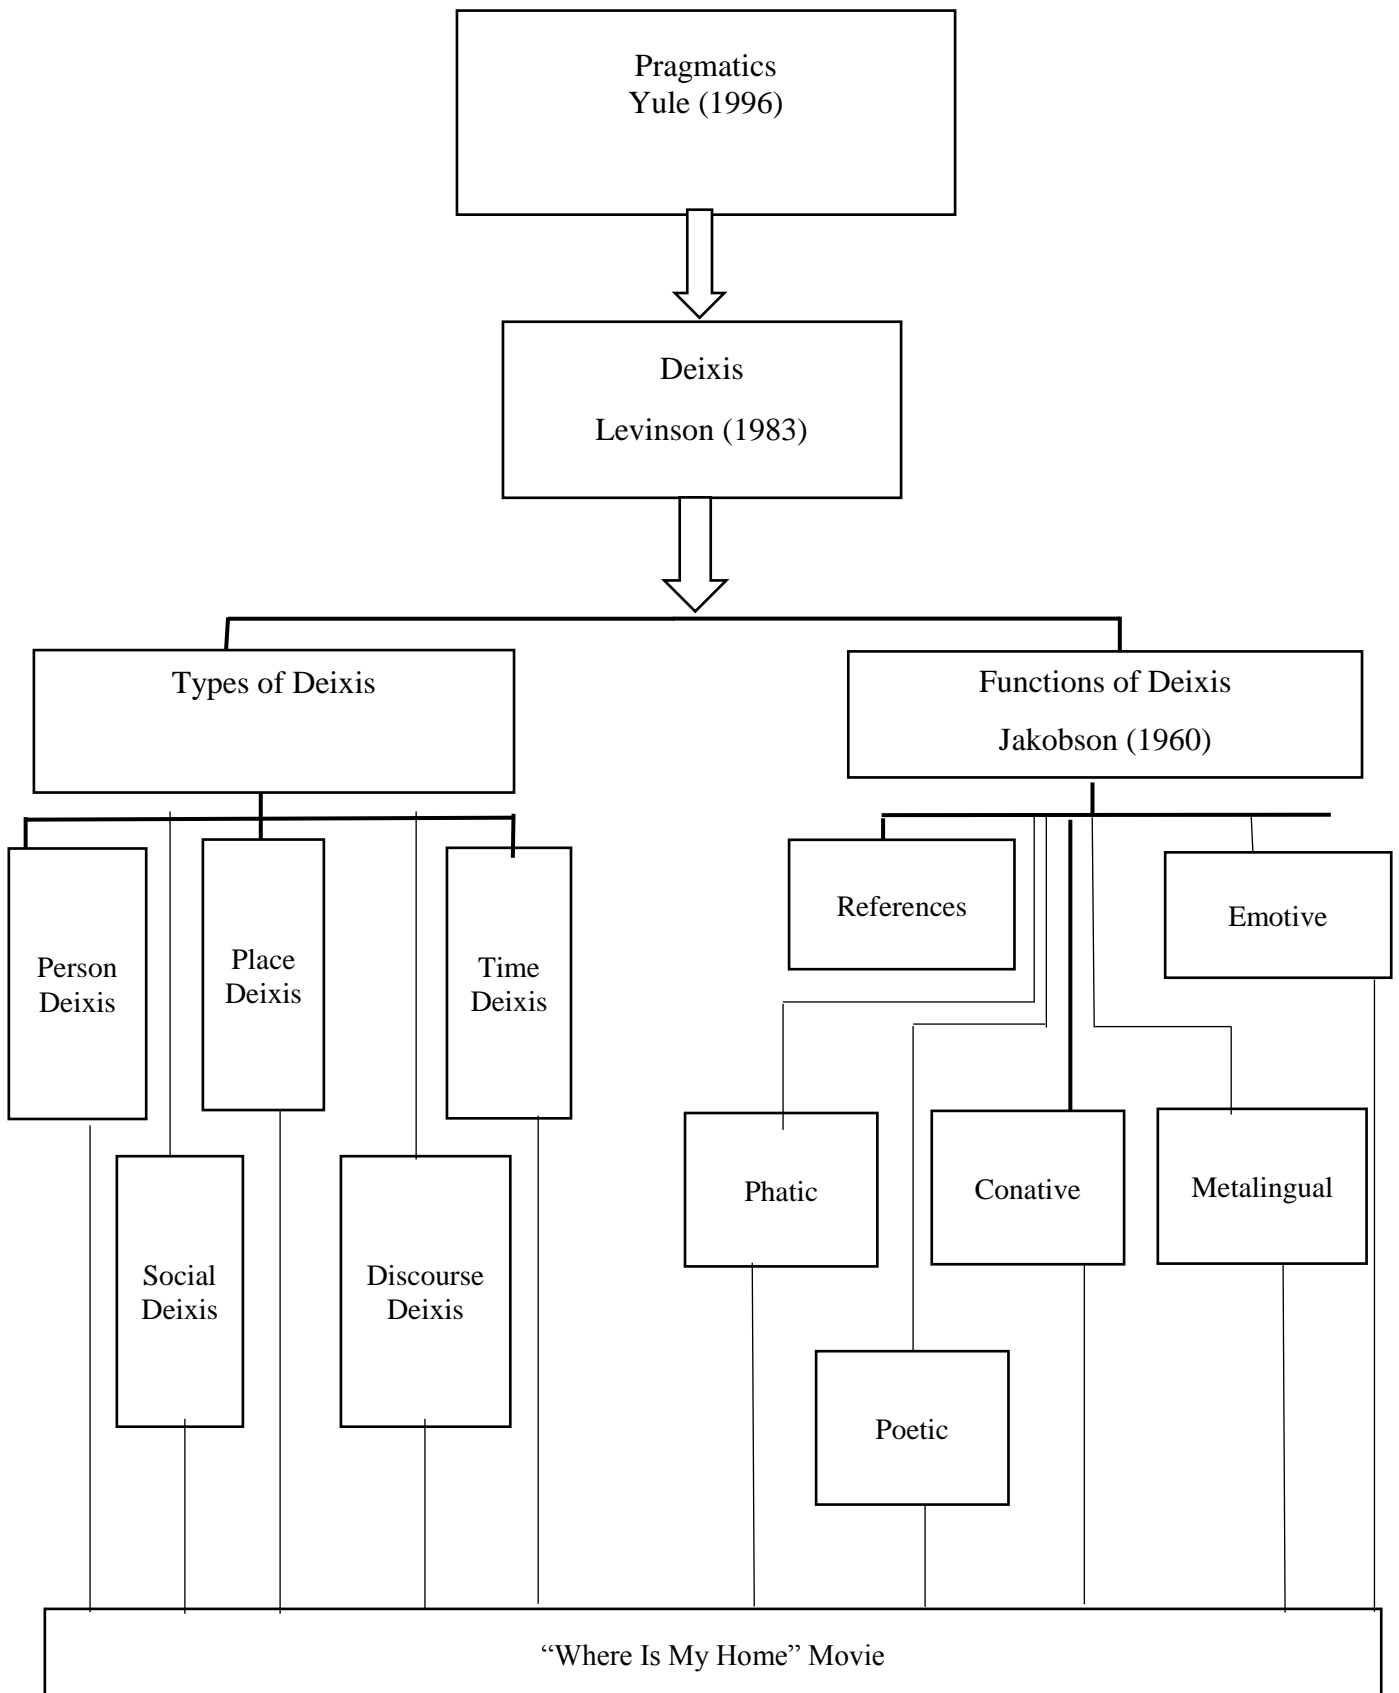 Pragmatics
Yule (1996)
Deixis
Levinson (1983)
Types of Deixis
Functions of Deixis
Jakobson (1960)
Person
Deixis
Place
Deixis
Time
Deixis
References
Emotive
Social
Deixis
Discourse
Deixis
Phatic
Conative
Metalingual
Poetic
“Where Is My Home” Movie